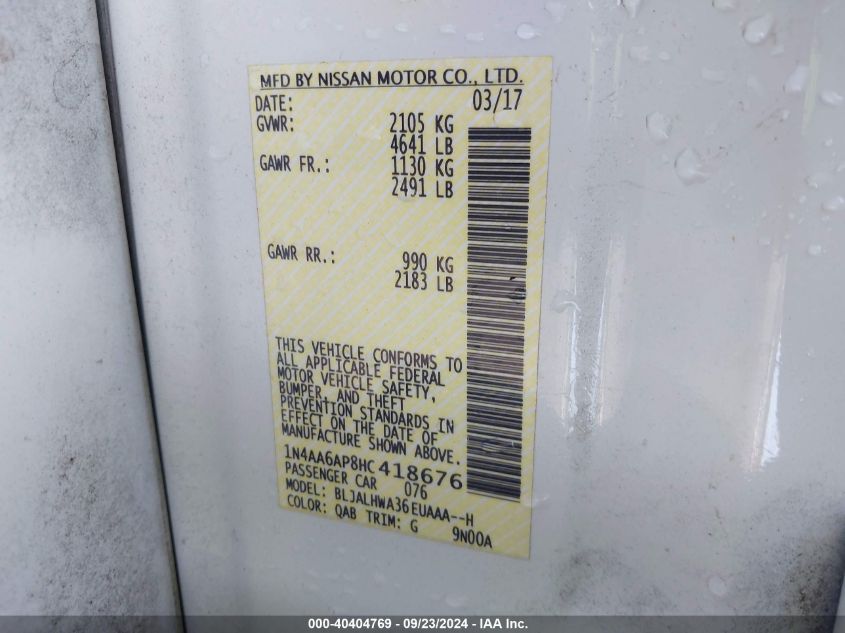 MFD BY NISSAN MOTOR CO., LTD.
DATE: 03/17
GVWR: 2105 KG
4641 LB
GAWR FR.: 1130 KG
2491 LB
GAWR RR.: 990 KG
2183 LB
THIS VEHICLE CONFORMS TO
ALL APPLICABLE FEDERAL
MOTOR VEHICLE SAFETY,
BUMPER, AND THEFT
PREVENTION STANDARDS IN
EFFECT ON THE DATE OF
MANUFACTURE SHOWN ABOVE.
1N4AA6AP8HC418676
PASSENGER CAR 076
MODEL: BLJALHWA36EUAAA--H
COLOR: QAB TRIM: G 9N00A
000-40404769 - 09/23/2024 - IAA Inc.